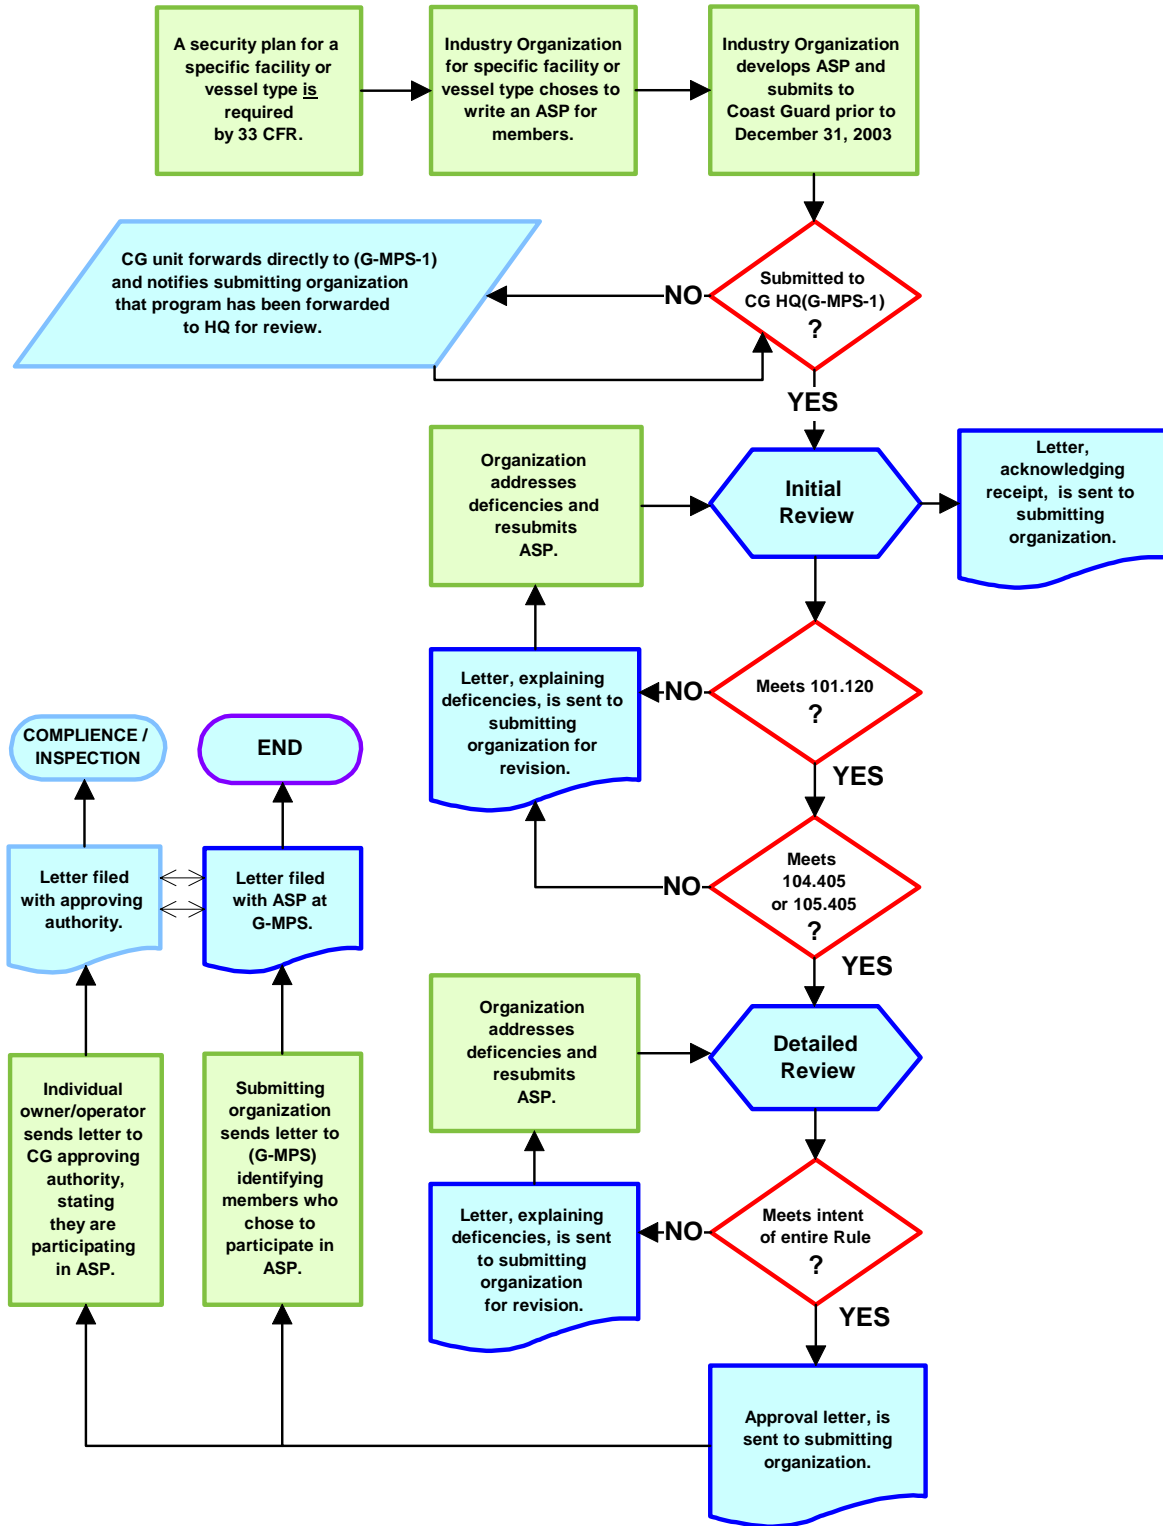 A security plan for a
specific facility or
vessel type is
required
by 33 CFR.
Industry Organization
for specific facility or
vessel type choses to
write an ASP for
members.
Industry Organization
develops ASP and
submits to
Coast Guard prior to
December 31, 2003
CG unit forwards directly to (G-MPS-1)
and notifies submitting organization
that program has been forwarded
to HQ for review.
NO
Submitted to
CG HQ(G-MPS-1)
?
YES
Organization
addresses
deficencies and
resubmits
ASP.
Initial
Review
Letter,
acknowledging
receipt, is sent to
submitting
organization.
Letter, explaining
deficencies, is sent to
submitting
organization for
revision.
NO
Meets 101.120
?
YES
COMPLIENCE /
INSPECTION
END
Letter filed
with approving
authority.
Letter filed
with ASP at
G-MPS.
NO
Meets
104.405
or 105.405
?
YES
Organization
addresses
deficencies and
resubmits
ASP.
Detailed
Review
Individual
owner/operator
sends letter to
CG approving
authority,
stating
they are
participating
in ASP.
Submitting
organization
sends letter to
(G-MPS)
identifying
members who
chose to
participate in
ASP.
Letter, explaining
deficencies, is sent
to submitting
organization
for revision.
NO
Meets intent
of entire Rule
?
YES
Approval letter, is
sent to submitting
organization.